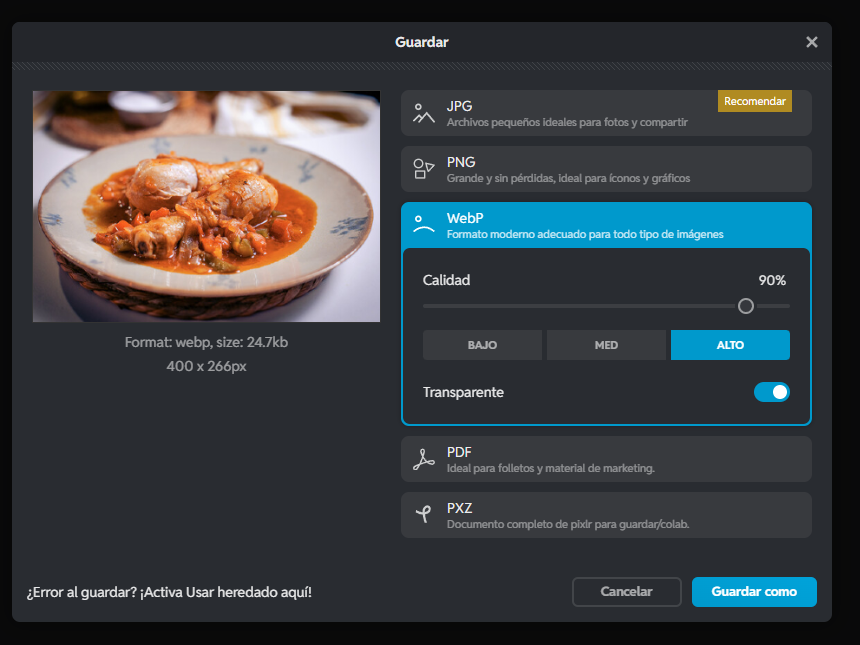 Guardar
Recomendar
JPG
Archivos pequeños ideales para fotos y compartir
PNG
Grande y sin pérdidas, ideal para íconos y gráficos
WebP
Formato moderno adecuado para todo tipo de imágenes
Calidad 90%
BAJO MED ALTO
Transparente
Format: webp, size: 24.7kb
400 x 266px
PDF
Ideal para folletos y material de marketing.
PXZ
Documento completo de pixlr para guardar/colab.
¿Error al guardar? ¡Activa Usar heredado aquí!
Cancelar Guardar como